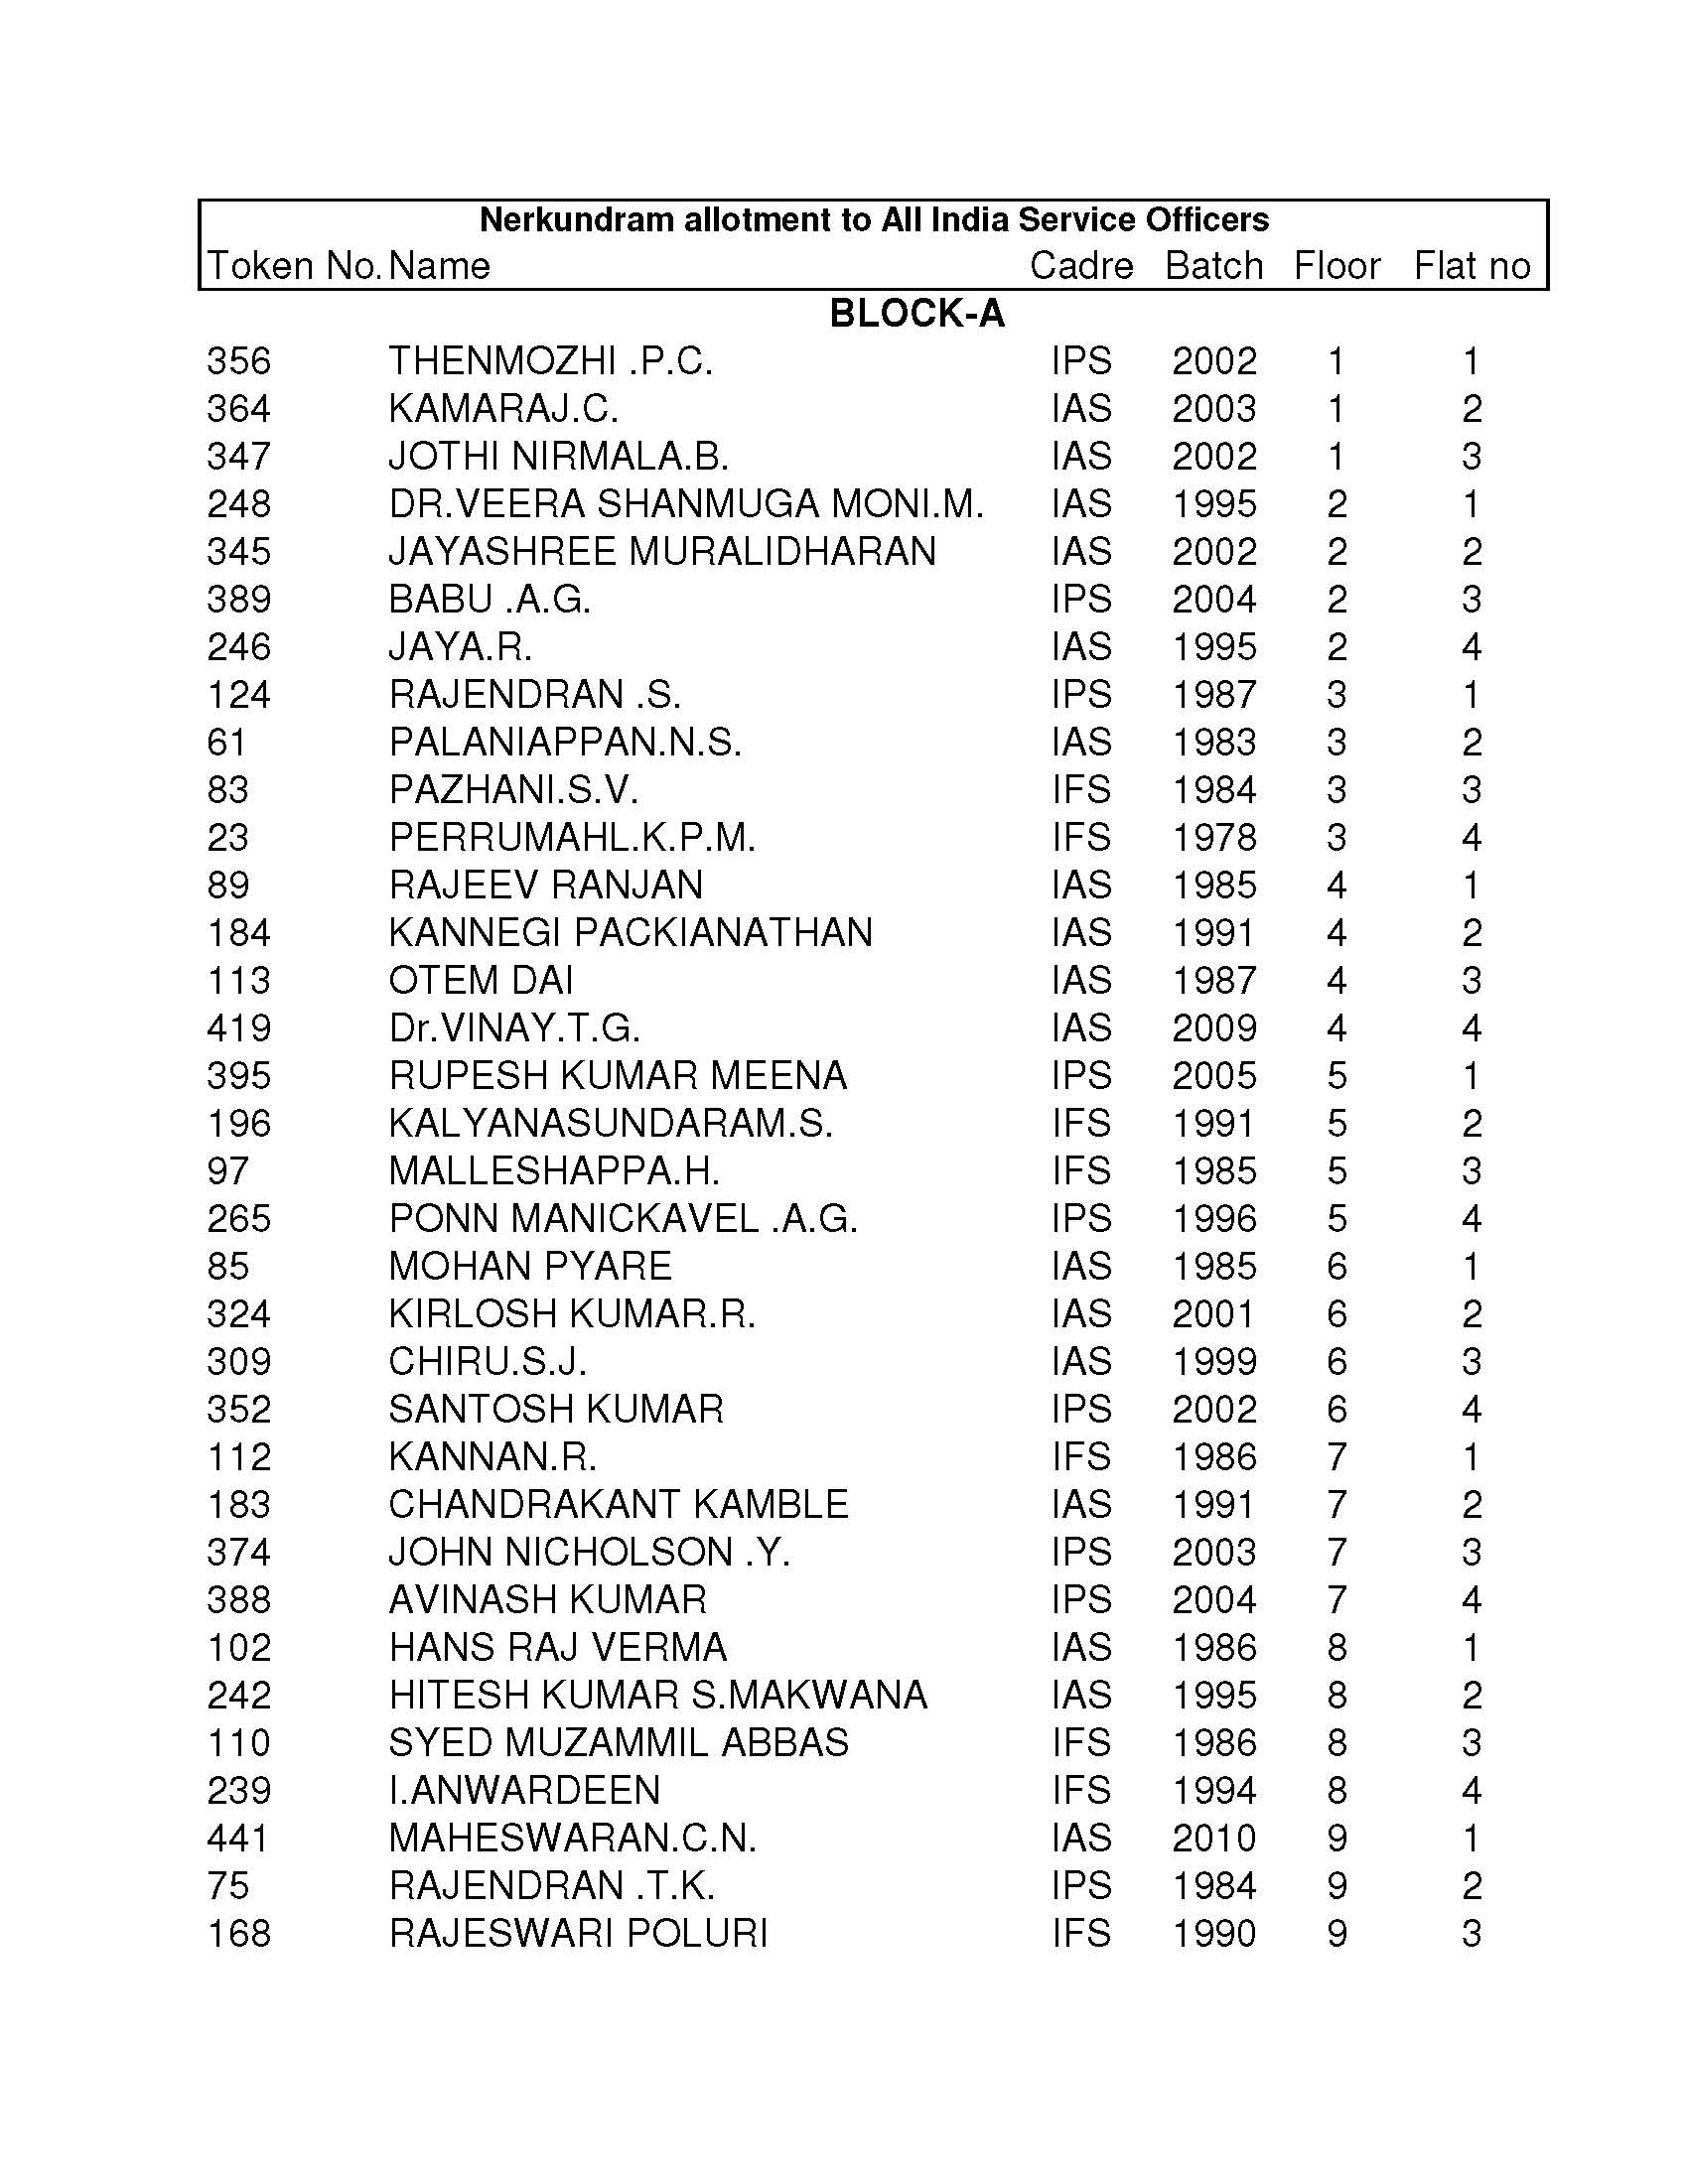 Nerkundram allotment to All India Service Officers
Token No. Name Cadre Batch Floor Flat no
BLOCK-A
356 THENMOZHI .P.C. IPS 2002 1 1
364 KAMARAJ.C. IAS 2003 1 2
347 JOTHI NIRMALA.B. IAS 2002 1 3
248 DR.VEERA SHANMUGA MONI.M. IAS 1995 2 1
345 JAYASHREE MURALIDHARAN IAS 2002 2 2
389 BABU .A.G. IPS 2004 2 3
246 JAYA.R. IAS 1995 2 4
124 RAJENDRAN .S. IPS 1987 3 1
61 PALANIAPPAN.N.S. IAS 1983 3 2
83 PAZHANI.S.V. IFS 1984 3 3
23 PERRUMAHL.K.P.M. IFS 1978 3 4
89 RAJEEV RANJAN IAS 1985 4 1
184 KANNEGI PACKIANATHAN IAS 1991 4 2
113 OTEM DAI IAS 1987 4 3
419 Dr.VINAY.T.G. IAS 2009 4 4
395 RUPESH KUMAR MEENA IPS 2005 5 1
196 KALYANASUNDARAM.S. IFS 1991 5 2
97 MALLESHAPPA.H. IFS 1985 5 3
265 PONN MANICKAVEL .A.G. IPS 1996 5 4
85 MOHAN PYARE IAS 1985 6 1
324 KIRLOSH KUMAR.R. IAS 2001 6 2
309 CHIRU.S.J. IAS 1999 6 3
352 SANTOSH KUMAR IPS 2002 6 4
112 KANNAN.R. IFS 1986 7 1
183 CHANDRAKANT KAMBLE IAS 1991 7 2
374 JOHN NICHOLSON .Y. IPS 2003 7 3
388 AVINASH KUMAR IPS 2004 7 4
102 HANS RAJ VERMA IAS 1986 8 1
242 HITESH KUMAR S.MAKWANA IAS 1995 8 2
110 SYED MUZAMMIL ABBAS IFS 1986 8 3
239 I.ANWARDEEN IFS 1994 8 4
441 MAHESWARAN.C.N. IAS 2010 9 1
75 RAJENDRAN .T.K. IPS 1984 9 2
168 RAJESWARI POLURI IFS 1990 9 3